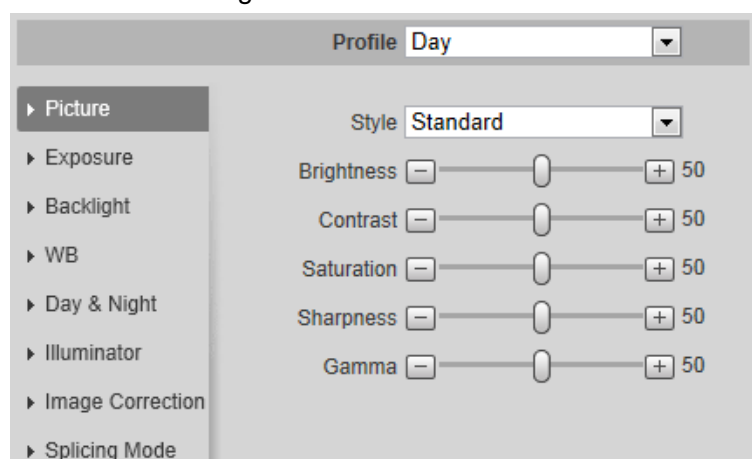 Profile Day
Picture
Style Standard
Exposure
Brightness 50
Backlight
Contrast 50
WB
Saturation 50
Day & Night
Sharpness 50
Illuminator
Gamma 50
Image Correction
Splicing Mode